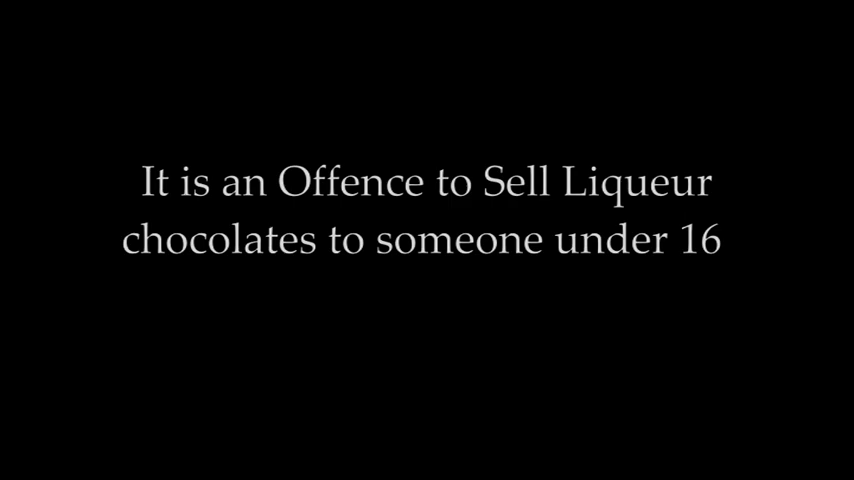 It is an Offence to Sell Liqueur
chocolates to someone under 16